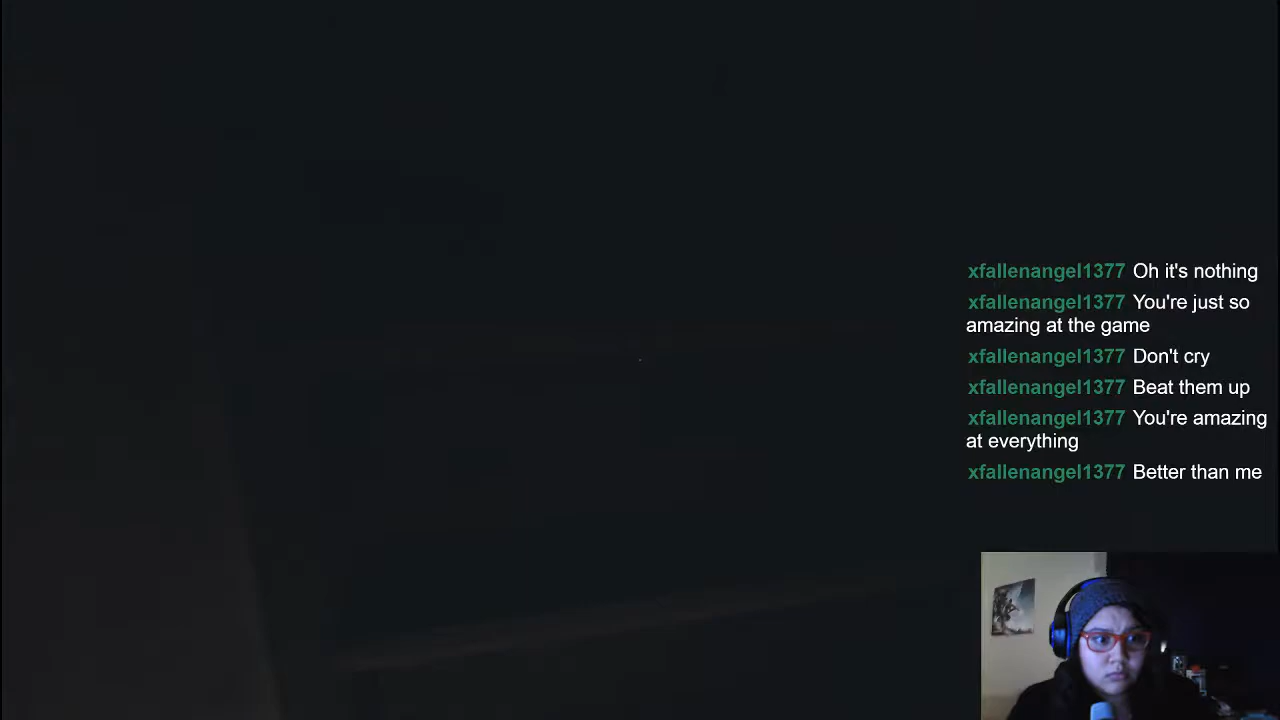 xfallenangel1377 Oh it's nothing
xfallenangel1377 You're just so
amazing at the game
xfallenangel1377 Don't cry
xfallenangel1377 Beat them up
xfallenangel1377 You're amazing
at everything
xfallenangel1377 Better than me